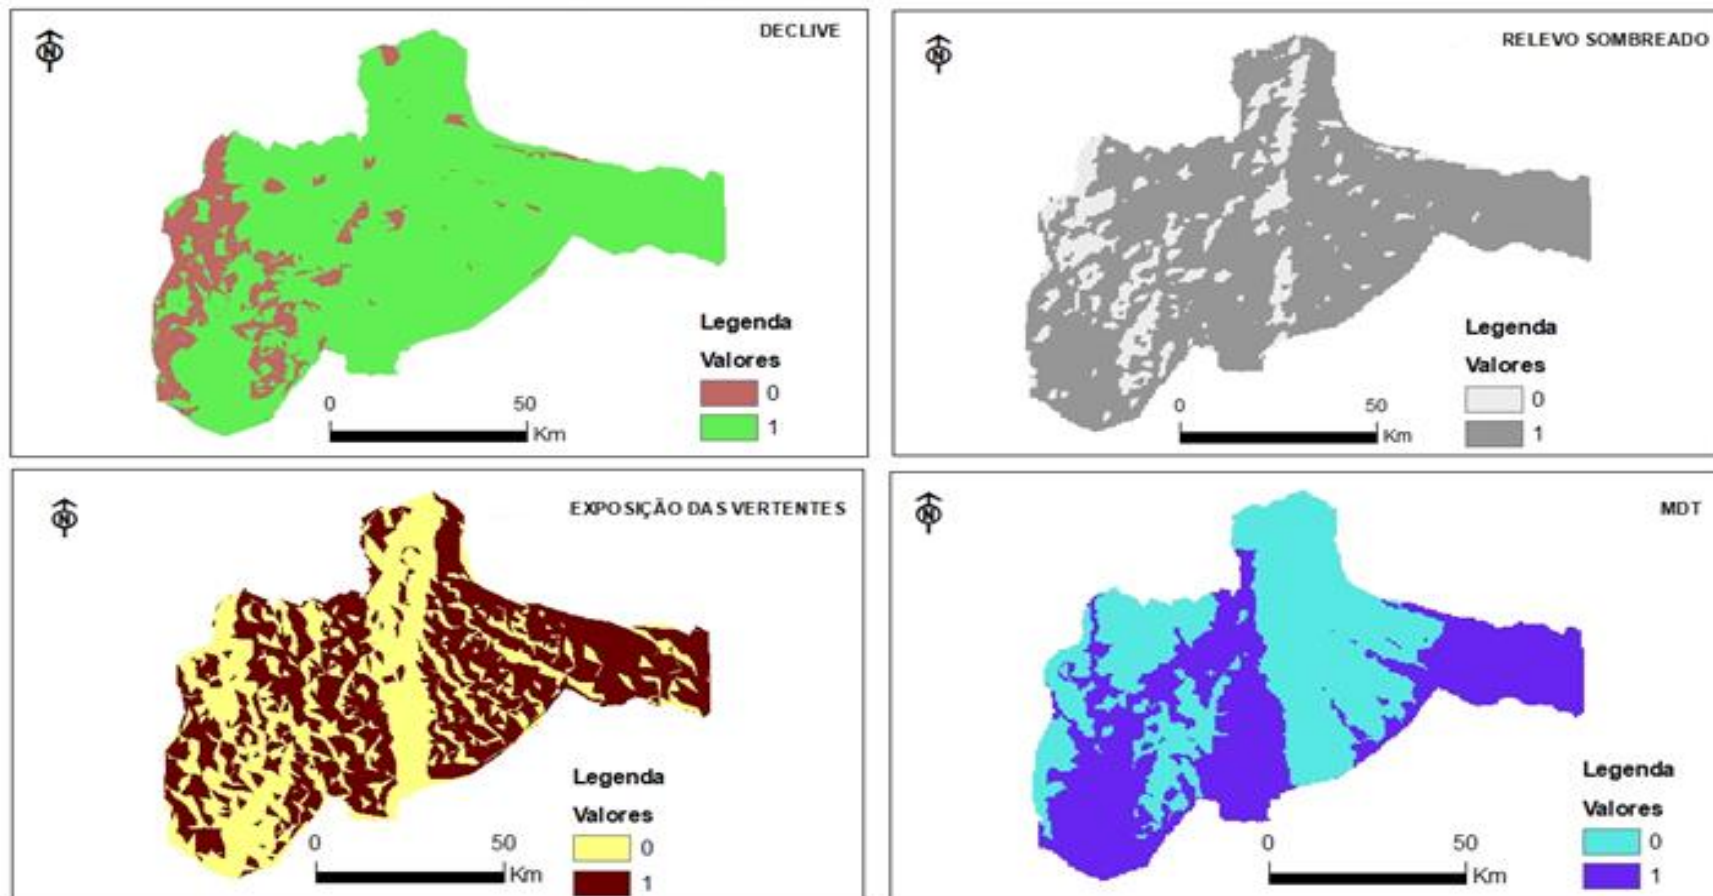 N
DECLIVE
Legenda
Valores
0
1
0 50
Km
N
RELEVO SOMBREADO
Legenda
Valores
0
1
0 50
Km
N
EXPOSIÇÃO DAS VERTENTES
Legenda
Valores
0
1
0 50
Km
N
MDT
Legenda
Valores
0
1
0 50
Km